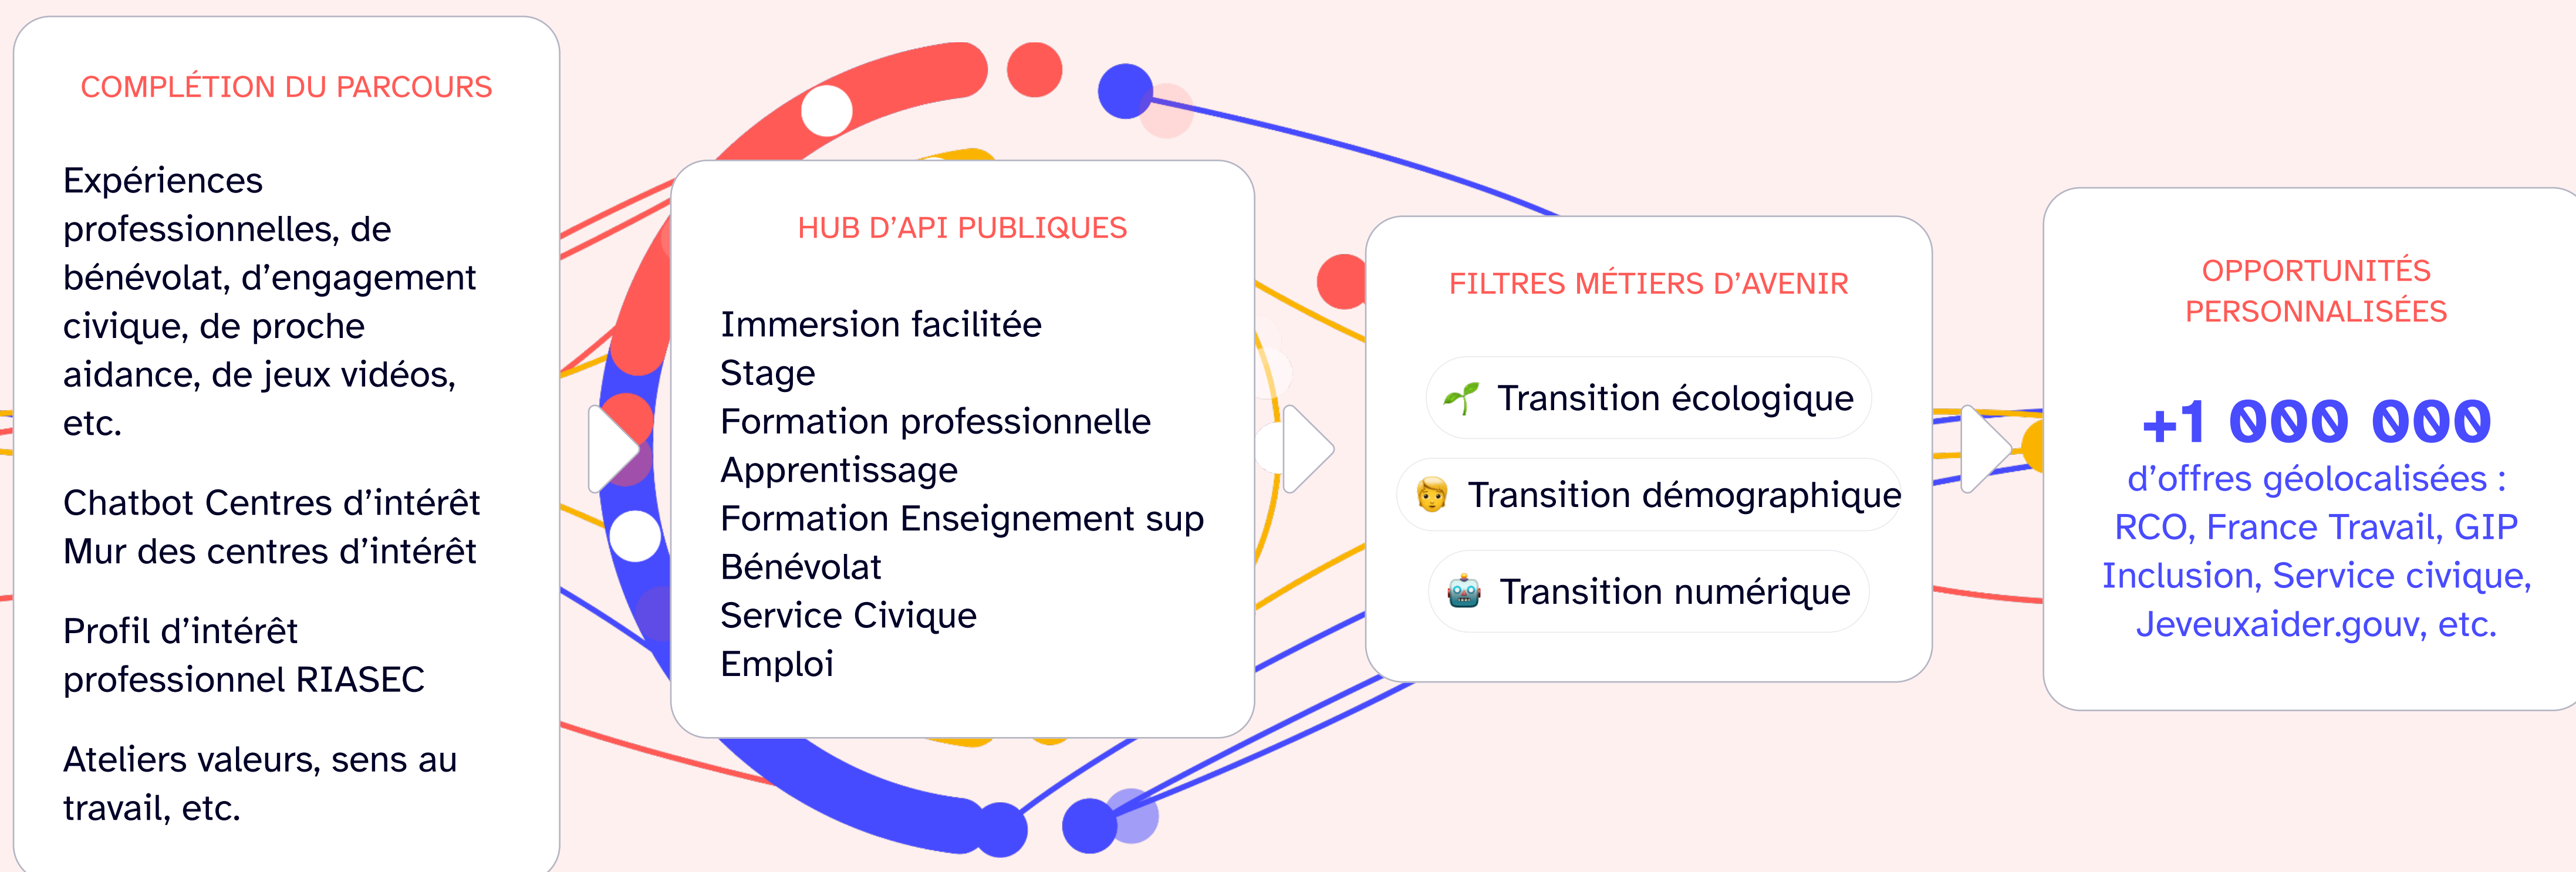 COMPLÉTION DU PARCOURS
Expériences
professionnelles, de
bénévolat, d’engagement
civique, de proche
aidance, de jeux vidéos,
etc.
Chatbot Centres d’intérêt
Mur des centres d’intérêt
Profil d’intérêt
professionnel RIASEC
Ateliers valeurs, sens au
travail, etc.
HUB D’API PUBLIQUES
Immersion facilitée
Stage
Formation professionnelle
Apprentissage
Formation Enseignement sup
Bénévolat
Service Civique
Emploi
FILTRES MÉTIERS D’AVENIR
Transition écologique
Transition démographique
Transition numérique
OPPORTUNITÉS
PERSONNALISÉES
+1 000 000
d’offres géolocalisées :
RCO, France Travail, GIP
Inclusion, Service civique,
Jeveuxaider.gouv, etc.